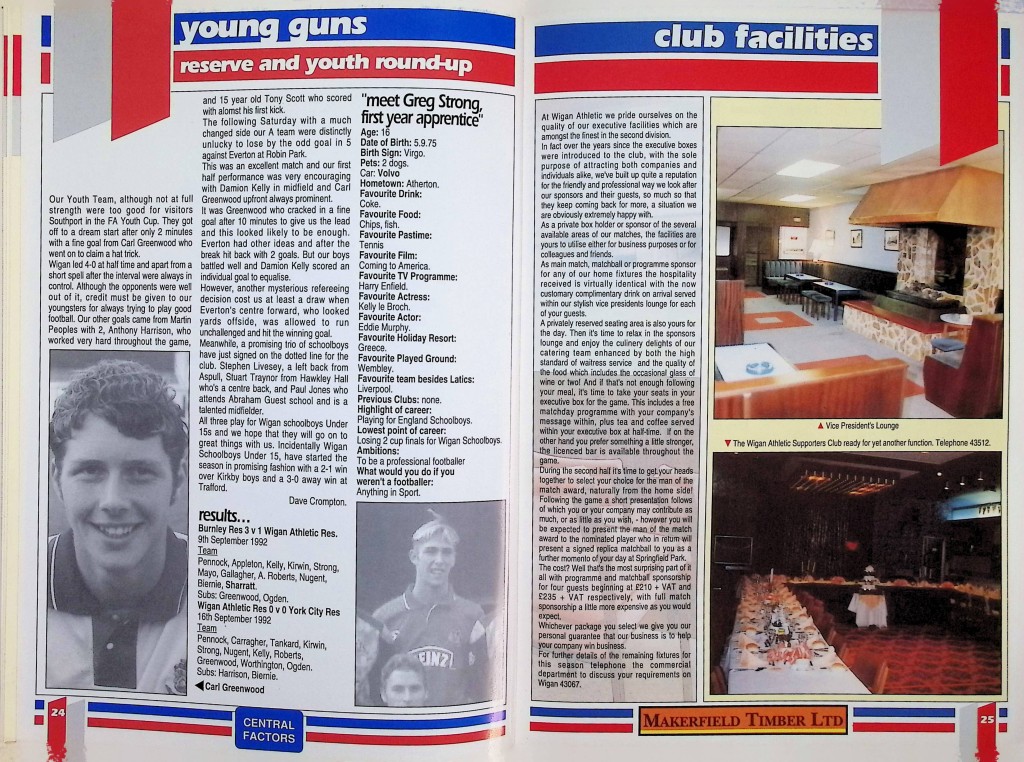 young guns
reserve and youth round-up
Our Youth Team, although not at full
strength were too good for visitors
Southport in the FA Youth Cup. They got
off to a dream start after only 2 minutes
with a fine goal from Carl Greenwood who
went on to claim a hat trick.
Wigan led 4-0 at half time and apart from a
short spell after the interval were always in
control. Although the opponents were well
out of it, credit must be given to our
youngsters for always trying to play good
football. Our other goals came from Martin
Peoples with 2, Anthony Harrison, who
worked very hard throughout the game,
and 15 year old Tony Scott who scored
with alomst his first kick.
The following Saturday with a much
changed side our A team were distinctly
unlucky to lose by the odd goal in 5
against Everton at Robin Park.
This was an excellent match and our first
half performance was very encouraging
with Damion Kelly in midfield and Carl
Greenwood upfront always prominent.
It was Greenwood who cracked in a fine
goal after 10 minutes to give us the lead
and this looked likely to be enough.
Everton had other ideas and after the
break hit back with 2 goals. But our boys
battled well and Damion Kelly scored an
individual goal to equalise.
However, another mysterious refereeing
decision cost us at least a draw when
Everton's centre forward, who looked
yards offside, was allowed to run
unchallenged and hit the winning goal.
Meanwhile, a promising trio of schoolboys
have just signed on the dotted line for the
club. Stephen Livesey, a left back from
Aspull, Stuart Traynor from Hawkley Hall
who's a centre back, and Paul Jones who
attends Abraham Guest school and is a
talented midfielder.
All three play for Wigan schoolboys Under
15s and we hope that they will go on to
great things with us. Incidentally Wigan
Schoolboys Under 15, have started the
season in promising fashion with a 2-1 win
over Kirkby boys and a 3-0 away win at
Trafford.
Dave Crompton.
results...
Burnley Res 3 v 1 Wigan Athletic Res.
9th September 1992
Team
Pennock, Appleton, Kelly, Kirwin, Strong,
Mayo, Gallagher, A. Roberts, Nugent,
Biernie, Sharratt.
Subs: Greenwood, Ogden.
Wigan Athletic Res 0 v 0 York City Res
16th September 1992
Team
Pennock, Carragher, Tankard, Kirwin,
Strong, Nugent, Kelly, Roberts,
Greenwood, Worthington, Ogden.
Subs: Harrison, Biernie.
◀Carl Greenwood
"meet Greg Strong,
first year apprentice"
Age: 16
Date of Birth: 5.9.75
Birth Sign: Virgo.
Pets: 2 dogs.
Car: Volvo
Hometown: Atherton.
Favourite Drink:
Coke.
Favourite Food:
Chips, fish.
Favourite Pastime:
Tennis
Favourite Film:
Coming to America.
Favourite TV Programme:
Harry Enfield.
Favourite Actress:
Kelly le Broch.
Favourite Actor:
Eddie Murphy.
Favourite Holiday Resort:
Greece.
Favourite Played Ground:
Wembley.
Favourite team besides Latics:
Liverpool.
Previous Clubs: none.
Highlight of career:
Playing for England Schoolboys.
Lowest point of career:
Losing 2 cup finals for Wigan Schoolboys.
Ambitions:
To be a professional footballer
What would you do if you
weren't a footballer:
Anything in Sport.
EINZ
24
CENTRAL
FACTORS
club facilities
At Wigan Athletic we pride ourselves on the
quality of our executive facilities which are
amongst the finest in the second division.
In fact over the years since the executive boxes
were introduced to the club, with the sole
purpose of attracting both companies and
individuals alike, we've built up quite a reputation
for the friendly and professional way we look after
our sponsors and their guests, so much so that
they keep coming back for more, a situation we
are obviously extremely happy with.
As a private box holder or sponsor of the several
available areas of our matches, the facilities are
yours to utilise either for business purposes or for
colleagues and friends.
As main match, matchball or programme sponsor
for any of our home fixtures the hospitality
received is virtually identical with the now
customary complimentary drink on arrival served
within our stylish vice presidents lounge for each
of your guests.
A privately reserved seating area is also yours for
the day. Then it's time to relax in the sponsors
lounge and enjoy the culinary delights of our
catering team enhanced by both the high
standard of waitress service and the quality of
the food which includes the occasional glass of
wine or two! And if that's not enough following
your meal, it's time to take your seats in your
executive box for the game. This includes a free
matchday programme with your company's
message within, plus tea and coffee served
within your executive box at half-time. If on the
other hand you prefer something a little stronger,
the licenced bar is available throughout the
game.
During the second half it's time to get your heads
together to select your choice for the man of the
match award, naturally from the home side!
Following the game a short presentation follows
of which you or your company may contribute as
much, or as little as you wish, - however you will
be expected to present the man of the match
award to the nominated player who in return will
present a signed replica matchball to you as a
further momento of your day at Springfield Park.
The cost? Well that's the most surprising part of it
all with programme and matchball sponsorship
for four guests beginning at £210 + VAT and
£235 + VAT respectively, with full match
sponsorship a little more expensive as you would
expect,
Whichever package you select we give you our
personal guarantee that our business is to help
your company win business.
For further details of the remaining fixtures for
this season telephone the commercial
department to discuss your requirements on
Wigan 43067.
▲ Vice President's Lounge
▼ The Wigan Athletic Supporters Club ready for yet another function. Telephone 43512.
MAKERFIELD TIMBER LTD
25